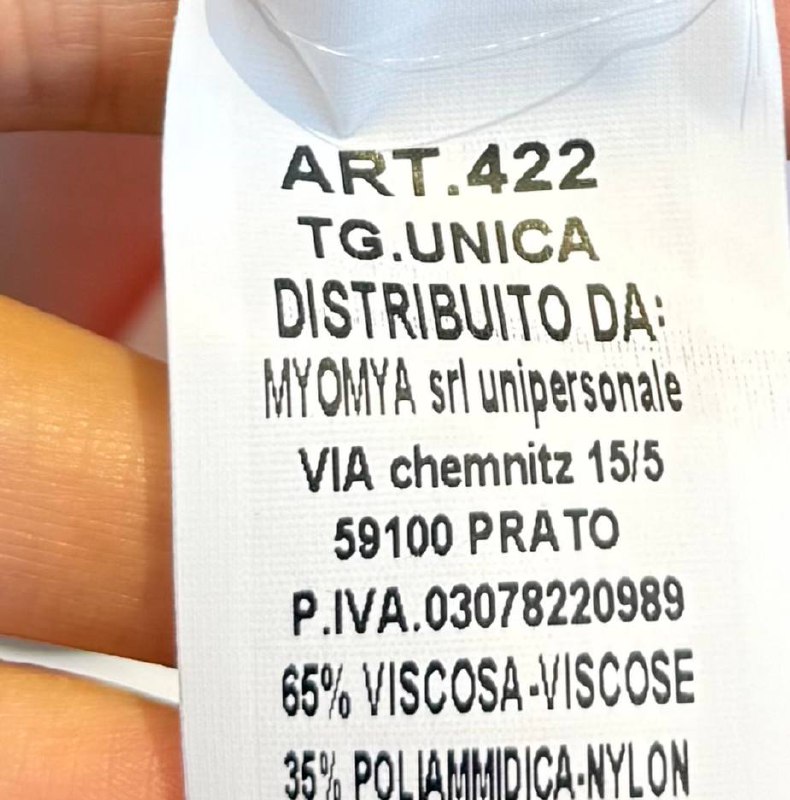 ART.422
TG.UNICA
DISTRIBUITO DA:
MYOMYA srl unipersonale
VIA chemnitz 15/5
59100 PRATO
P.IVA.03078220989
65% VISCOSA-VISCOSE
35% POLIAMMIDICA-NYLON